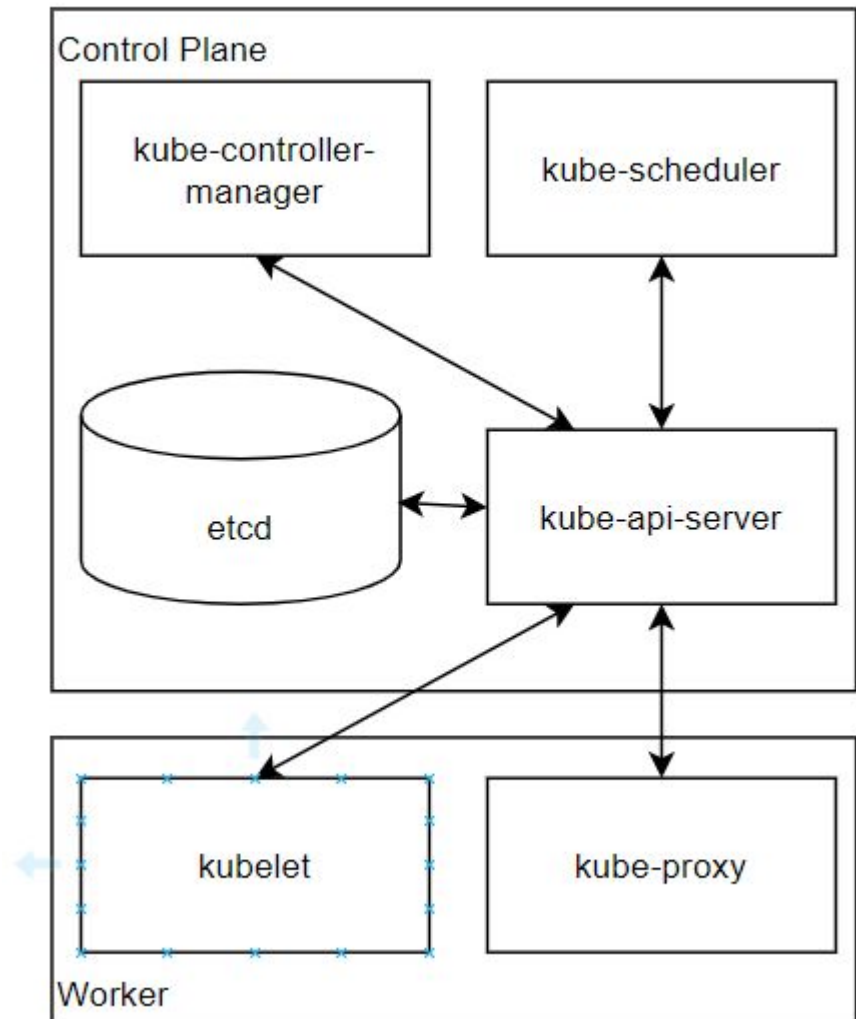 Control Plane
kube-controller-
manager
kube-scheduler
etcd
kube-api-server
kubelet
kube-proxy
Worker